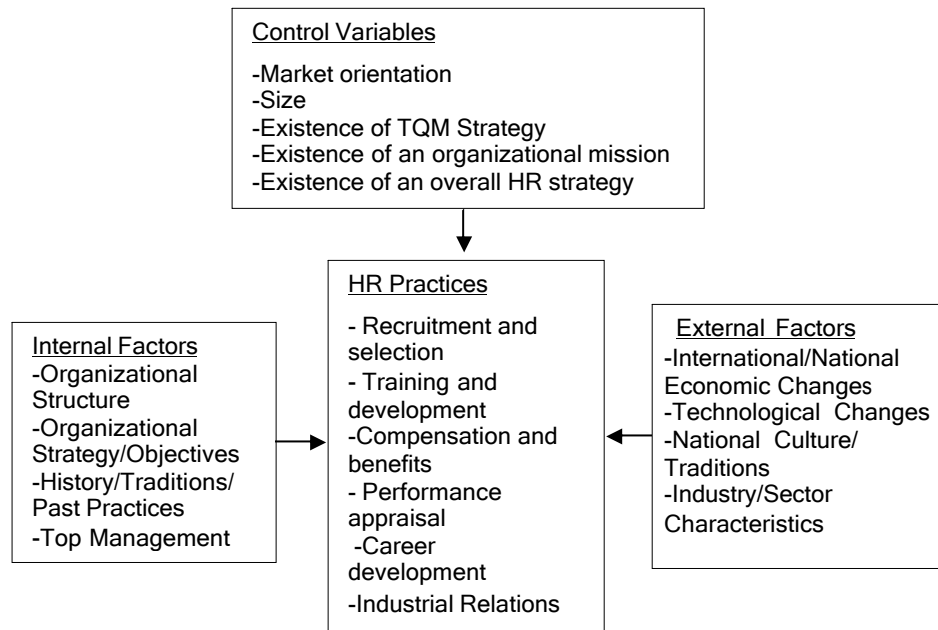 Control Variables
-Market orientation
-Size
-Existence of TQM Strategy
-Existence of an organizational mission
-Existence of an overall HR strategy
Internal Factors
-Organizational
Structure
-Organizational
Strategy/Objectives
-History/Traditions/
Past Practices
-Top Management
HR Practices
- Recruitment and
selection
- Training and
development
-Compensation and
benefits
- Performance
appraisal
-Career
development
-Industrial Relations
External Factors
-International/National
Economic Changes
-Technological Changes
-National Culture/
Traditions
-Industry/Sector
Characteristics